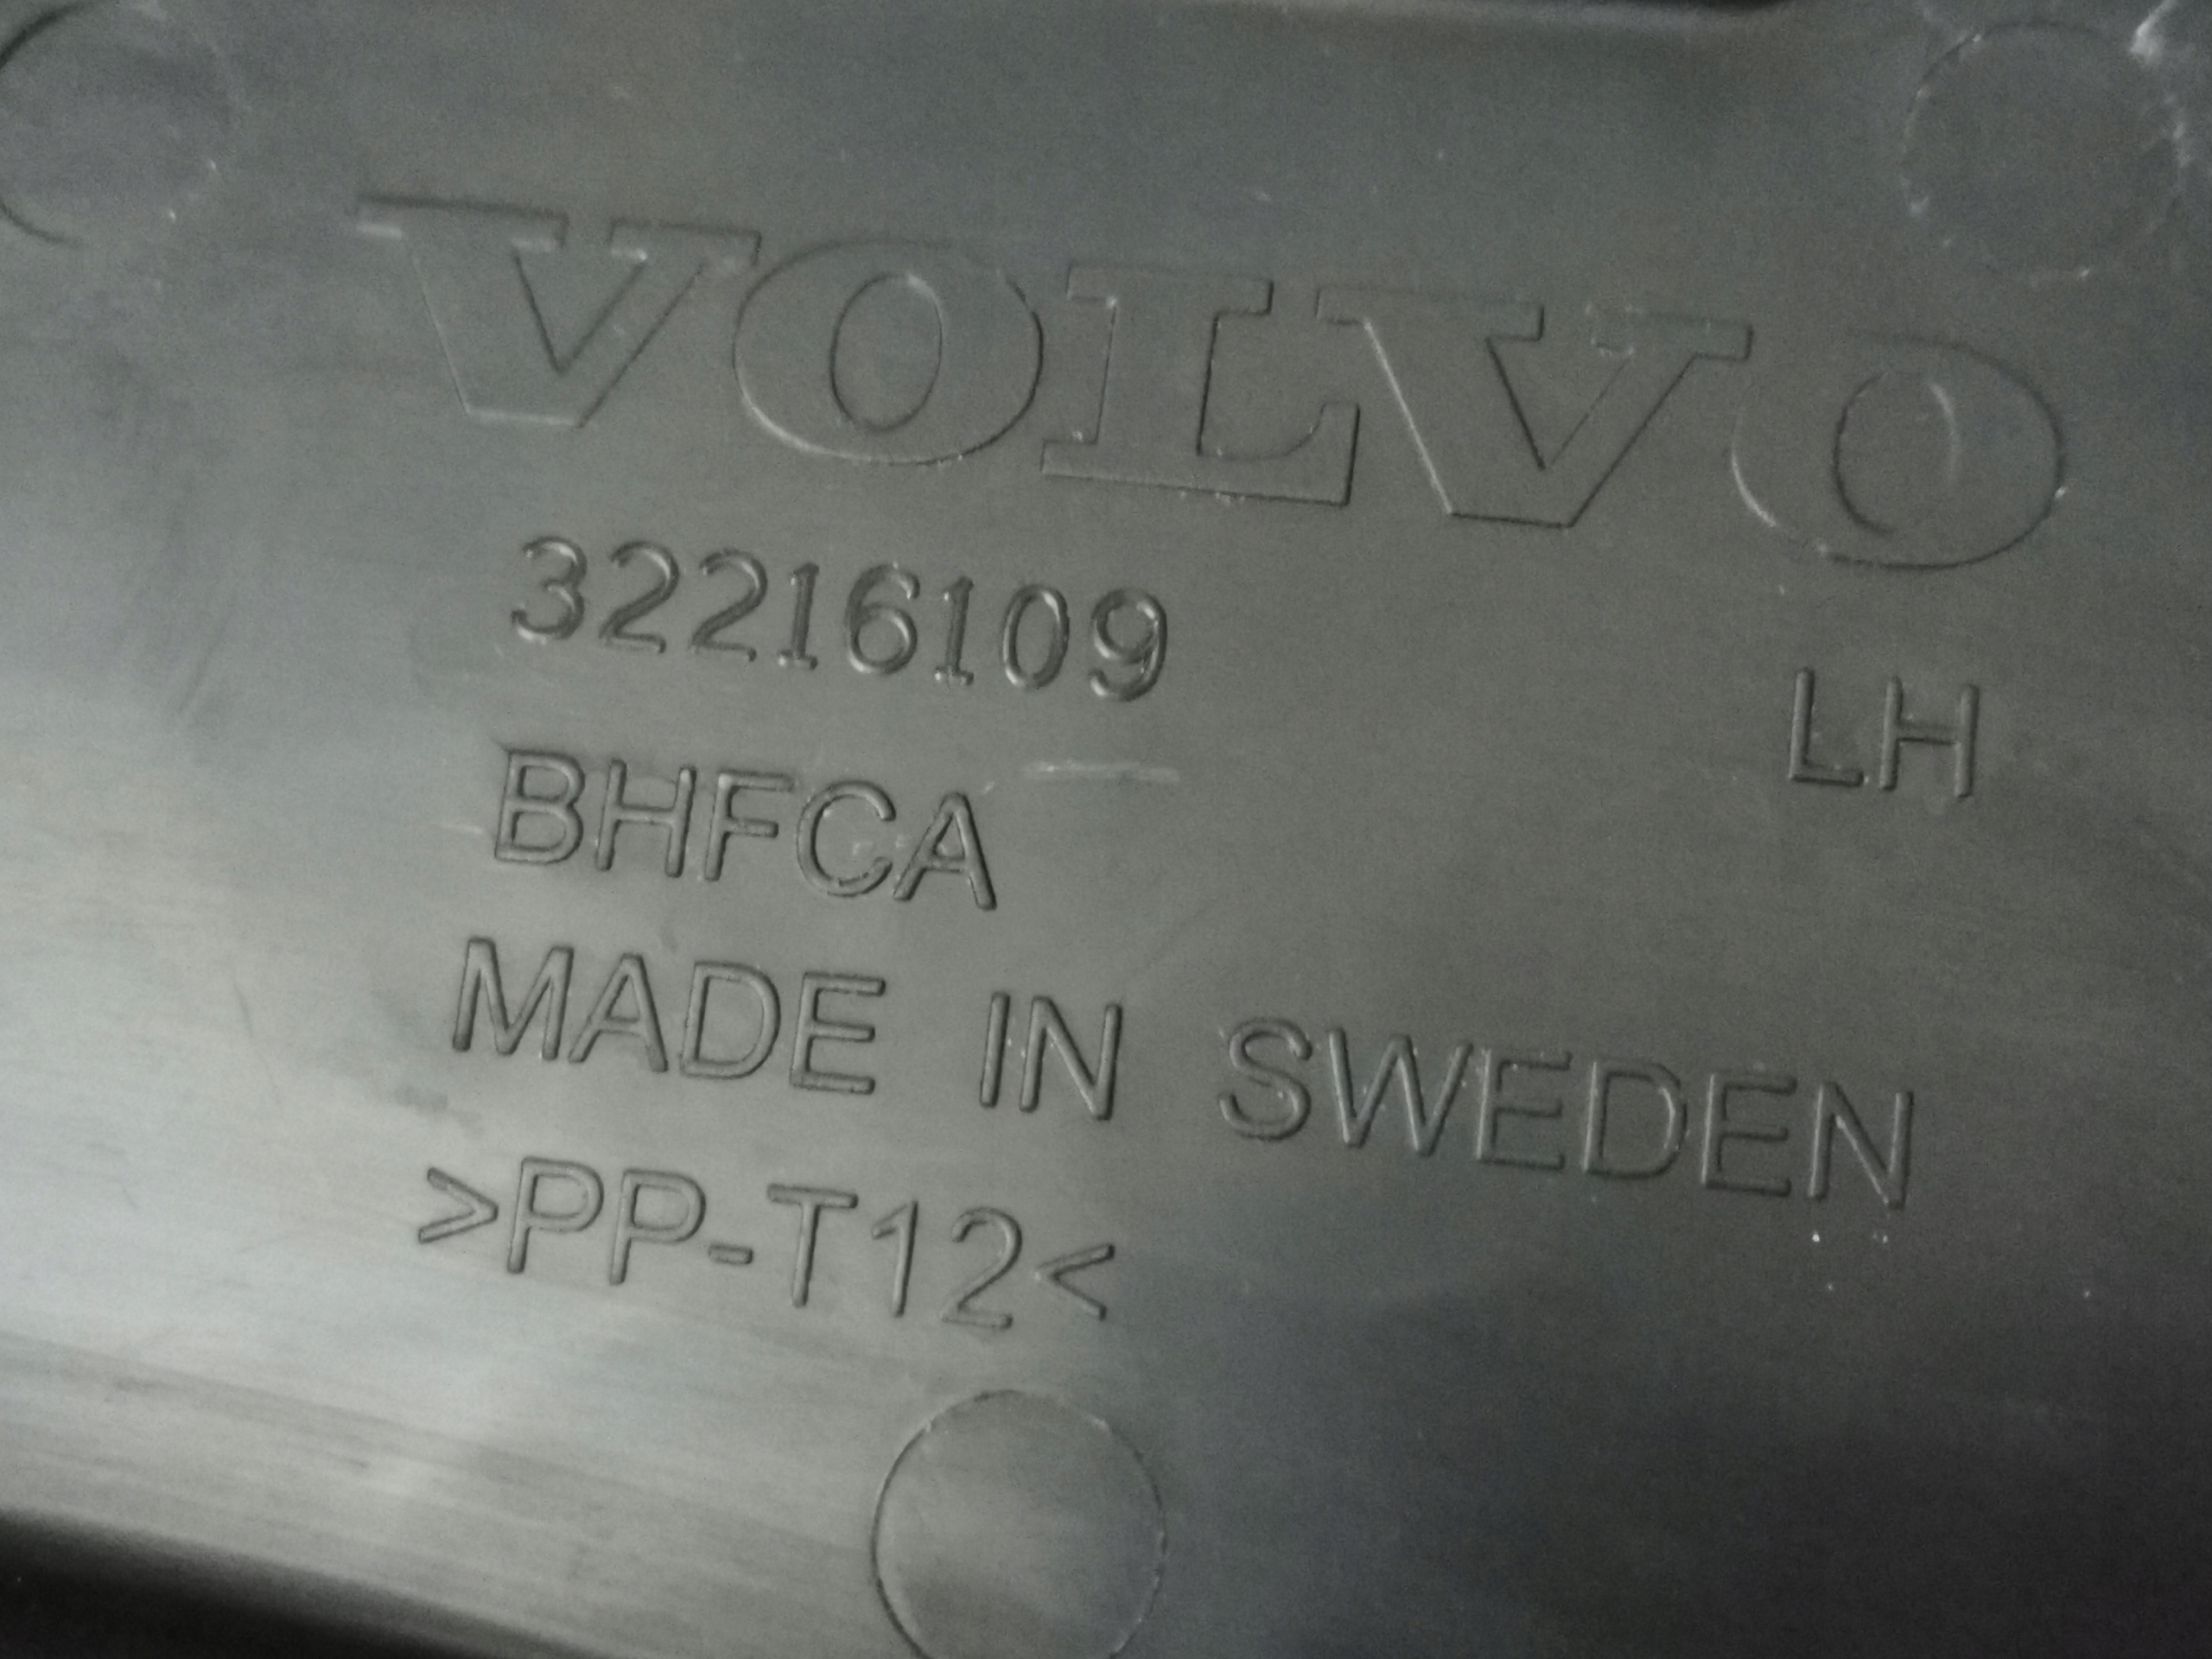 VOLVO
32216109
LH
BHFCA
MADE IN SWEDEN
>PP-T12<